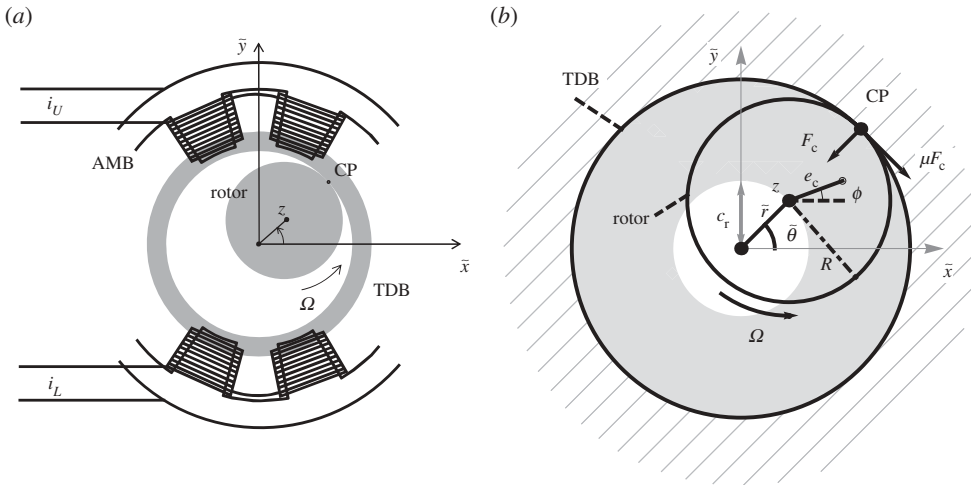 (a)
ỹ
i_U
AMB
CP
rotor
z
x̃
Ω
TDB
i_L
(b)
ỹ
TDB
CP
F_c
μF_c
e_c
z
ϕ
rotor
c_r
r̃
θ̃
R
x̃
Ω